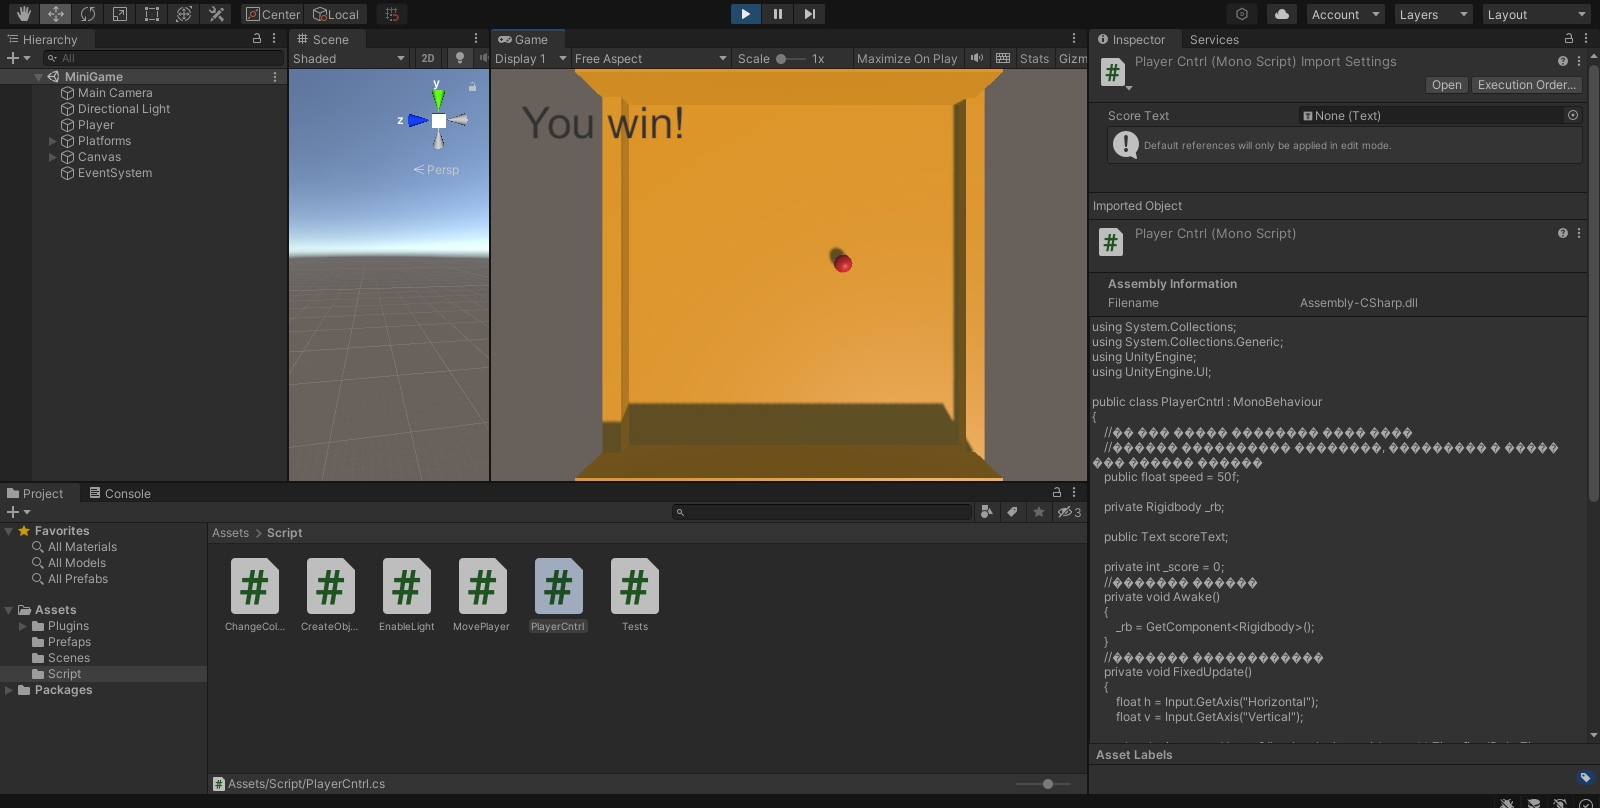 Center
Local
Account
Layers
Layout
Hierarchy
All
MiniGame
Main Camera
Directional Light
Player
Platforms
Canvas
EventSystem
Scene
Shaded
2D
y
z
Persp
Game
Display 1
Free Aspect
Scale
1x
Maximize On Play
Stats
Gizm
You win!
Inspector
Services
Player Cntrl (Mono Script) Import Settings
Open
Execution Order...
Score Text
None (Text)
Default references will only be applied in edit mode.
Imported Object
Player Cntrl (Mono Script)
Assembly Information
Filename
Assembly-CSharp.dll
using System.Collections;
using System.Collections.Generic;
using UnityEngine;
using UnityEngine.UI;
public class PlayerCntrl : MonoBehaviour
{
//�� ��� ����� �������� ���� ����
//������ ���������� ��������, ��������� � �����
��� ������ ������
public float speed = 50f;
private Rigidbody _rb;
public Text scoreText;
private int _score = 0;
//������� ������
private void Awake()
{
_rb = GetComponent<Rigidbody>();
}
//������� ������������
private void FixedUpdate()
{
float h = Input.GetAxis("Horizontal");
float v = Input.GetAxis("Vertical");
Asset Labels
Project
Console
3
Favorites
All Materials
All Models
All Prefabs
Assets
Plugins
Prefaps
Scenes
Script
Packages
Assets > Script
ChangeCol...
CreateObj...
EnableLight
MovePlayer
PlayerCntrl
Tests
Assets/Script/PlayerCntrl.cs